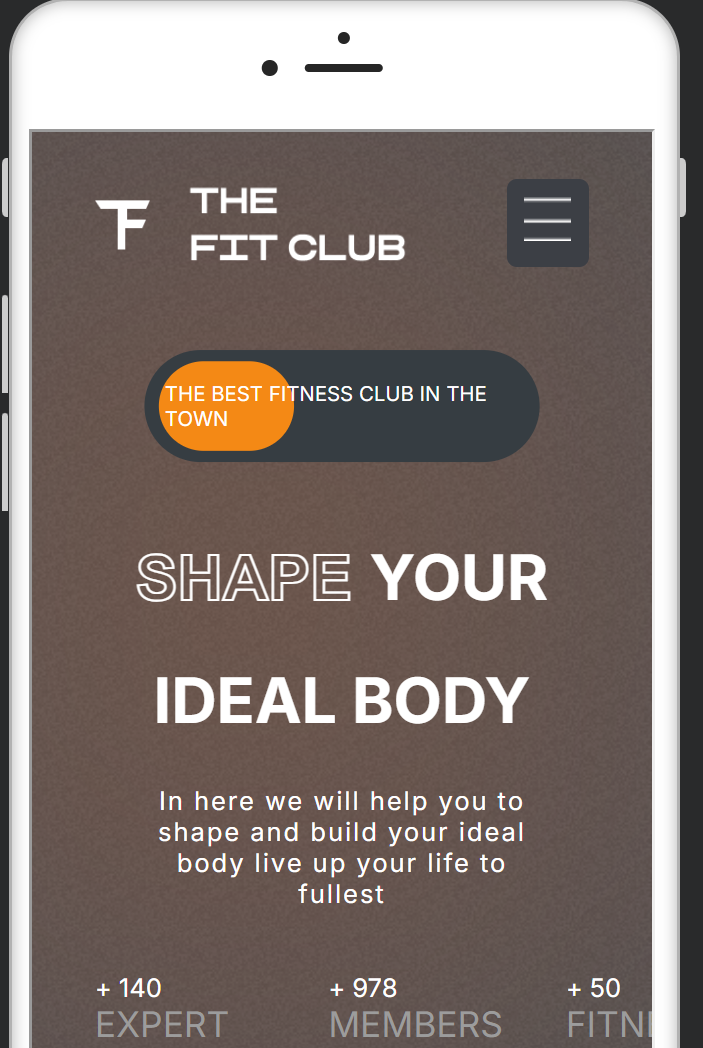 THE
FIT CLUB
THE BEST FITNESS CLUB IN THE
TOWN
SHAPE YOUR
IDEAL BODY
In here we will help you to
shape and build your ideal
body live up your life to
fullest
+ 140 + 978 + 50
EXPERT MEMBERS FITN